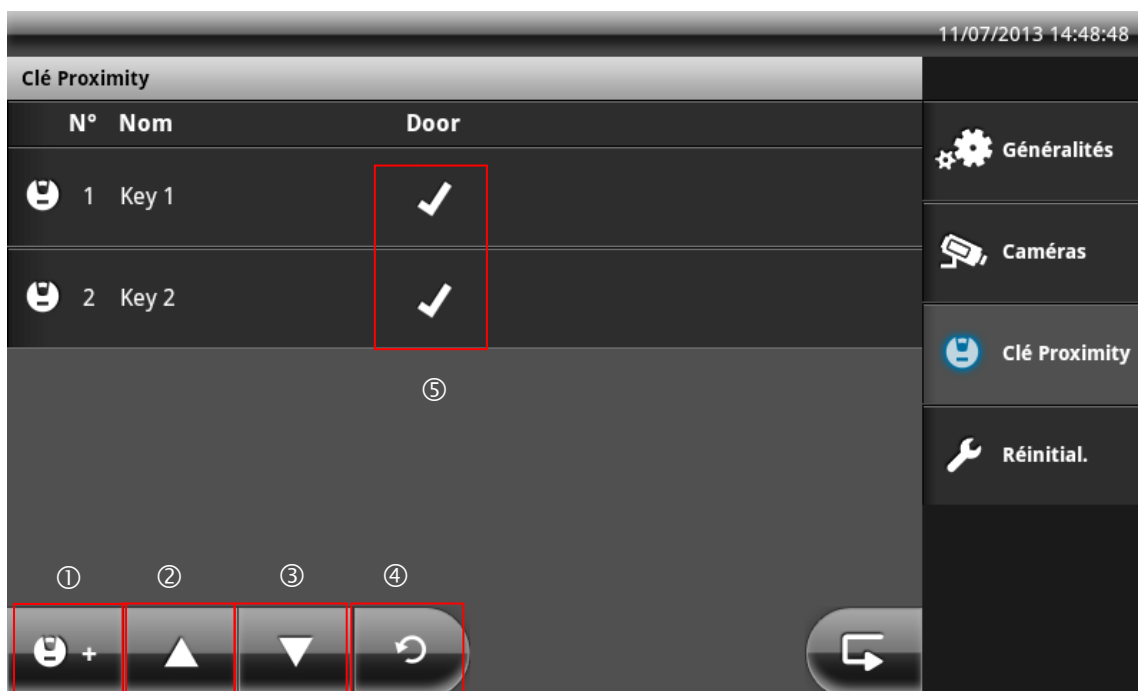 11/07/2013 14:48:48
Clé Proximity
N° Nom Door
1 Key 1
2 Key 2
⑤
① ② ③ ④
+
Généralités
Caméras
Clé Proximity
Réinitial.